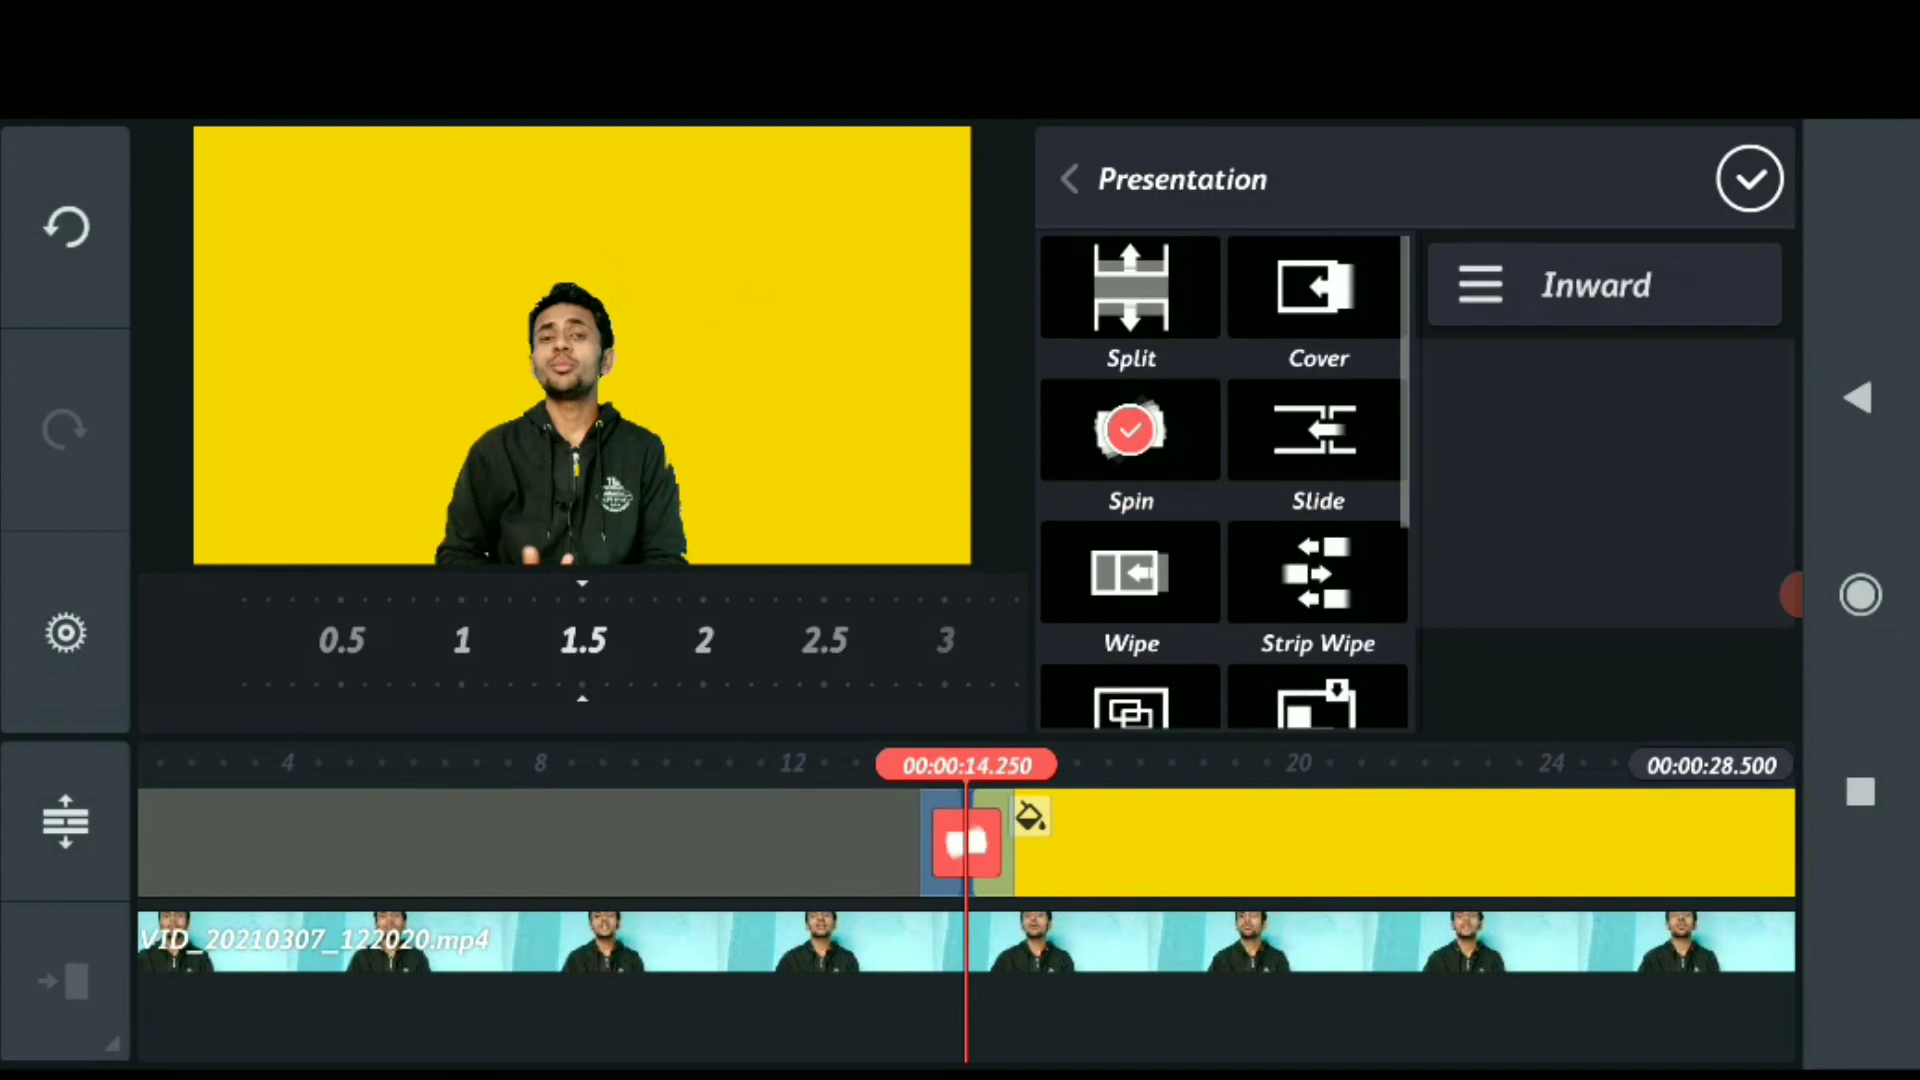 Presentation
Inward
Split
Cover
Spin
Slide
Wipe
Strip Wipe
0.5 1 1.5 2 2.5 3
4 8 12 00:00:14.250 20 24 00:00:28.500
VID_20210307_122020.mp4